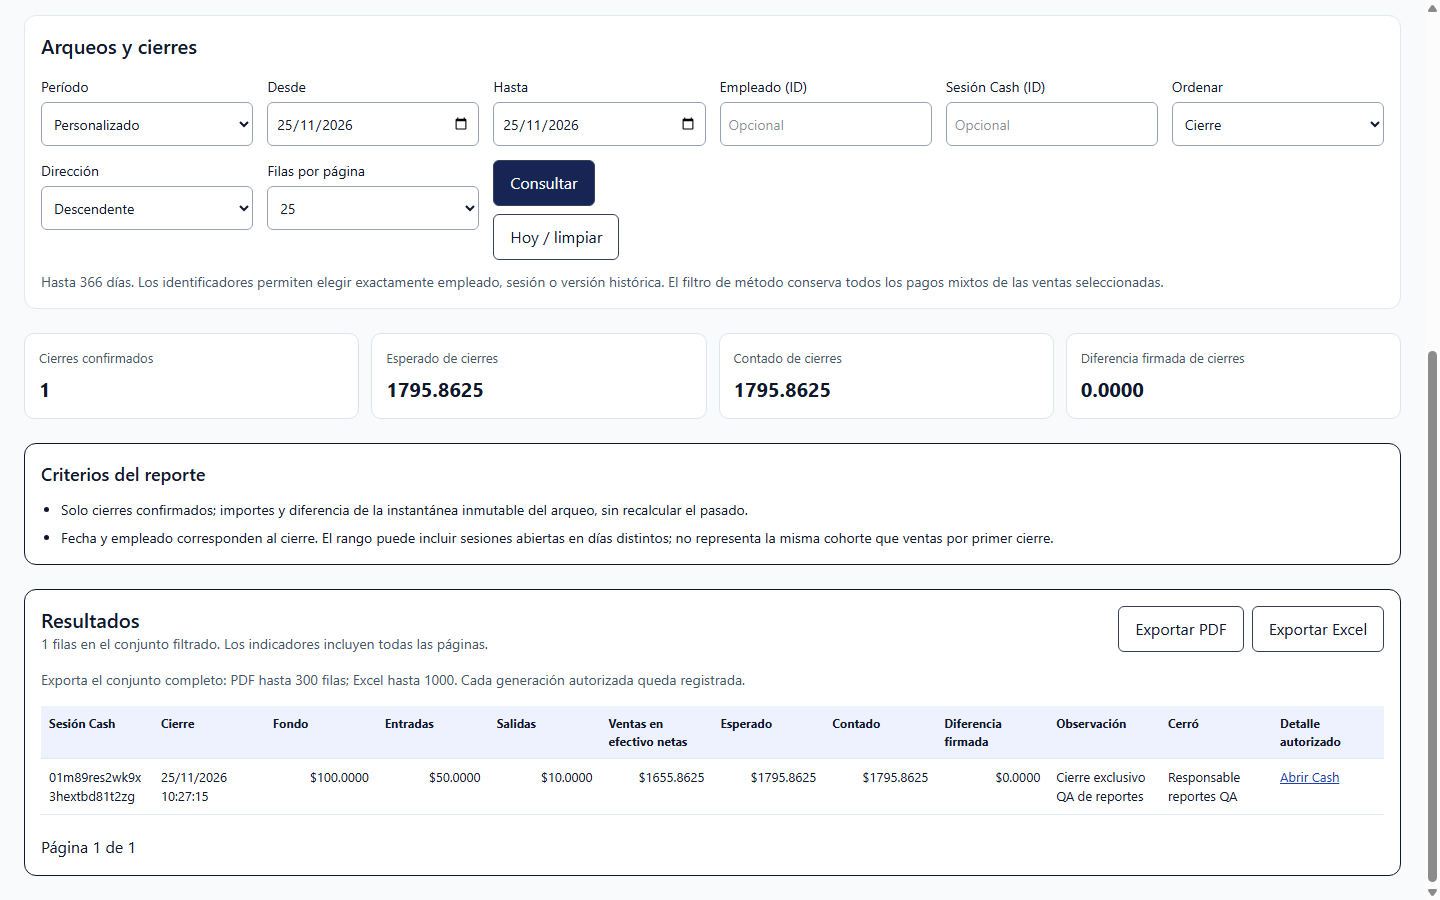 Arqueos y cierres
Período
Desde
Hasta
Empleado (ID)
Sesión Cash (ID)
Ordenar
Personalizado
25/11/2026
25/11/2026
Opcional
Opcional
Cierre
Dirección
Filas por página
Descendente
25
Consultar
Hoy / limpiar
Hasta 366 días. Los identificadores permiten elegir exactamente empleado, sesión o versión histórica. El filtro de método conserva todos los pagos mixtos de las ventas seleccionadas.
Cierres confirmados
1
Esperado de cierres
1795.8625
Contado de cierres
1795.8625
Diferencia firmada de cierres
0.0000
Criterios del reporte
Solo cierres confirmados; importes y diferencia de la instantánea inmutable del arqueo, sin recalcular el pasado.
Fecha y empleado corresponden al cierre. El rango puede incluir sesiones abiertas en días distintos; no representa la misma cohorte que ventas por primer cierre.
Resultados
1 filas en el conjunto filtrado. Los indicadores incluyen todas las páginas.
Exportar PDF
Exportar Excel
Exporta el conjunto completo: PDF hasta 300 filas; Excel hasta 1000. Cada generación autorizada queda registrada.
Sesión Cash
Cierre
Fondo
Entradas
Salidas
Ventas en
efectivo netas
Esperado
Contado
Diferencia
firmada
Observación
Cerró
Detalle
autorizado
01m89res2wk9x
3hextbd81t2zg
25/11/2026
10:27:15
$100.0000
$50.0000
$10.0000
$1655.8625
$1795.8625
$1795.8625
$0.0000
Cierre exclusivo
QA de reportes
Responsable
reportes QA
Abrir Cash
Página 1 de 1